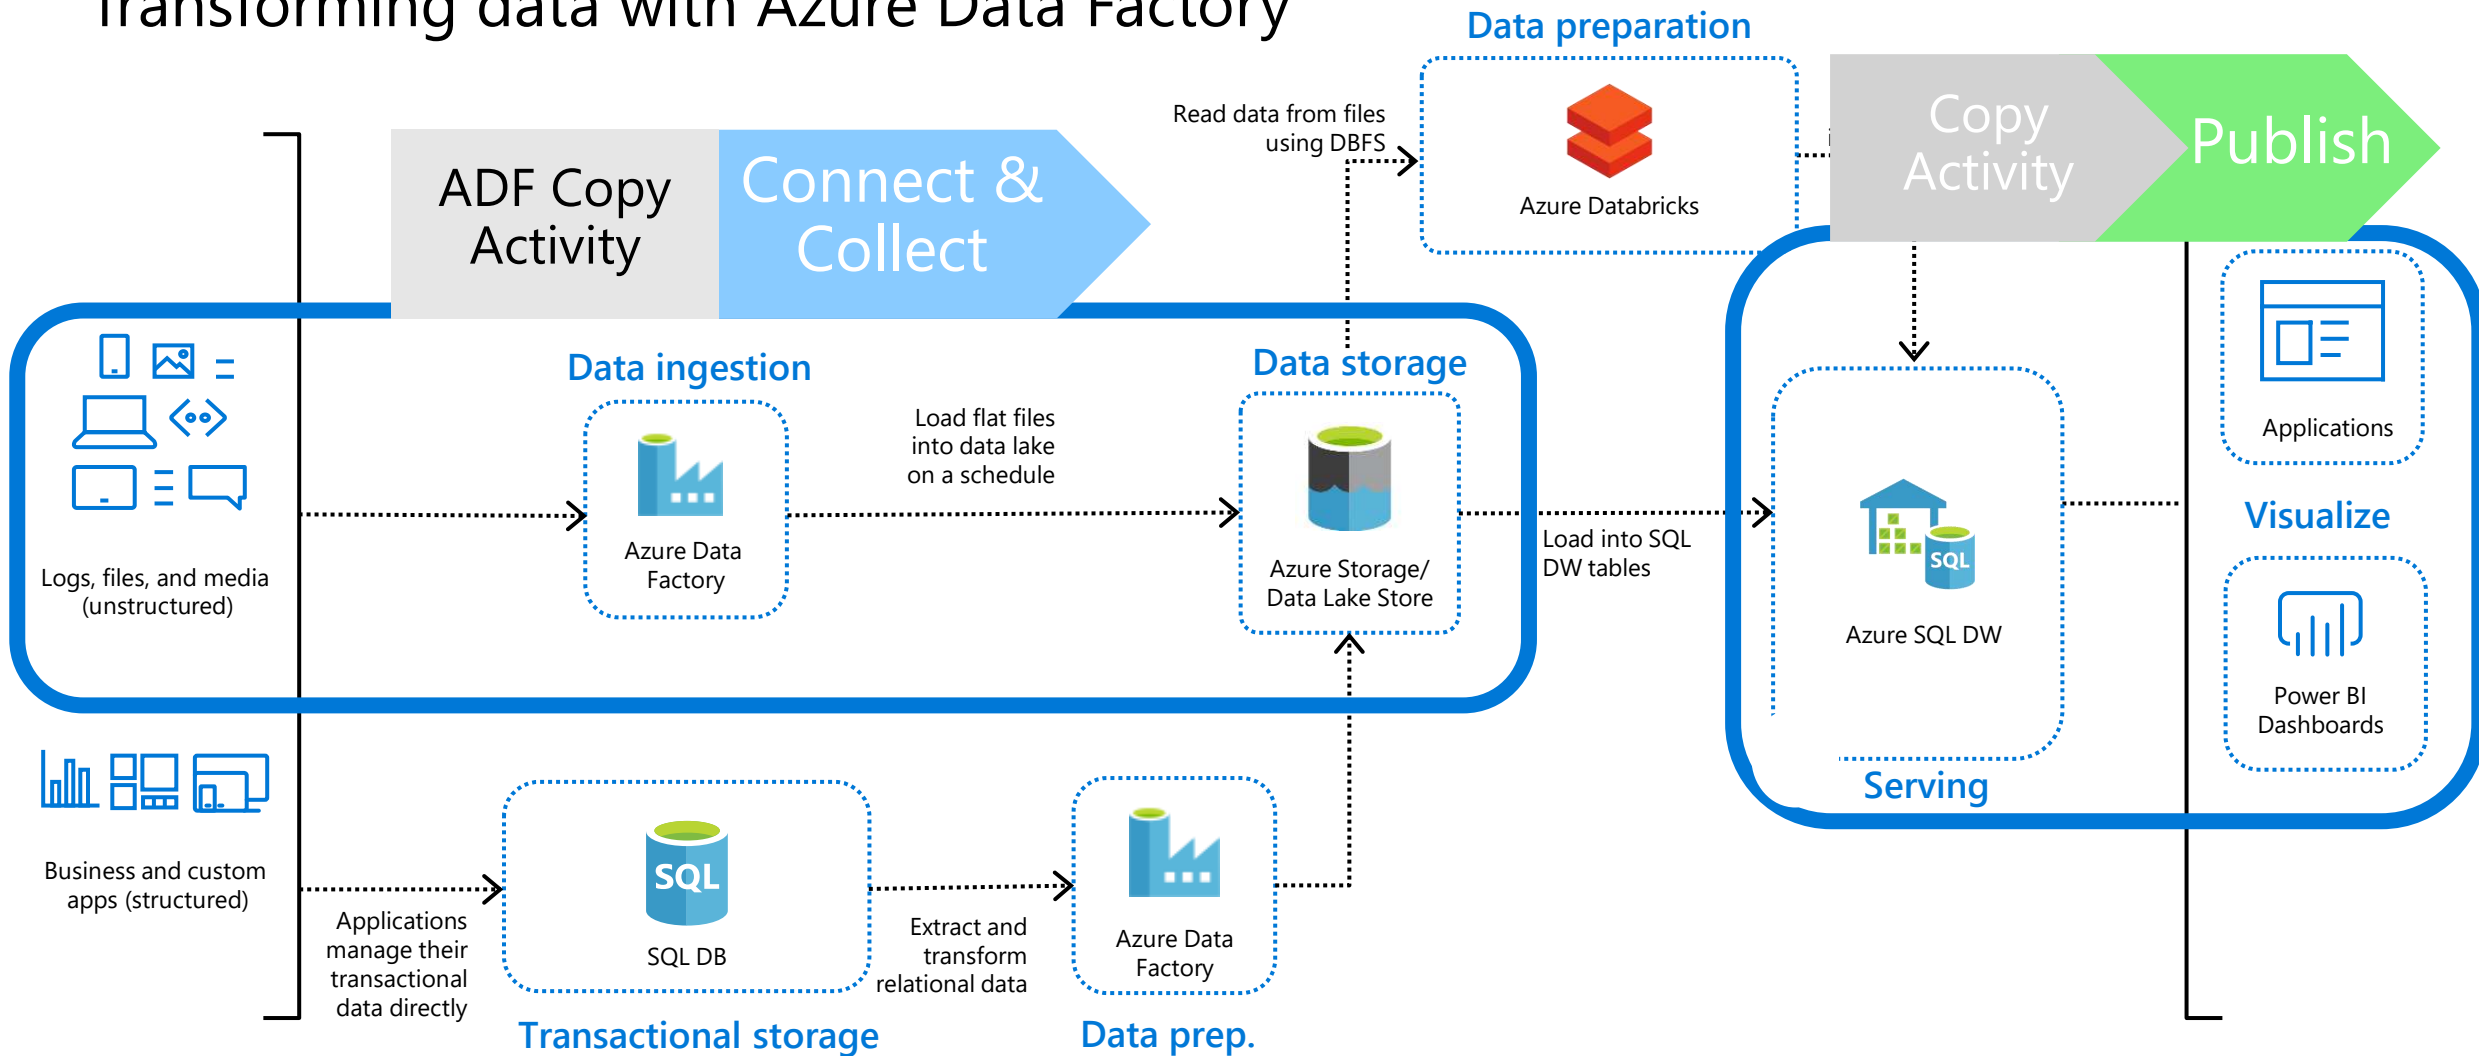 Transforming data with Azure Data Factory
Data preparation
Read data from files
using DBFS
Azure Databricks
Copy
Activity
Publish
ADF Copy
Activity
Connect &
Collect
Data ingestion
Data storage
Load flat files
into data lake
on a schedule
Azure Data
Factory
Azure Storage/
Data Lake Store
Logs, files, and media
(unstructured)
Load into SQL
DW tables
SQL
Azure SQL DW
Applications
Visualize
Power BI
Dashboards
Serving
Business and custom
apps (structured)
Applications
manage their
transactional
data directly
SQL
SQL DB
Extract and
transform
relational data
Azure Data
Factory
Transactional storage
Data prep.